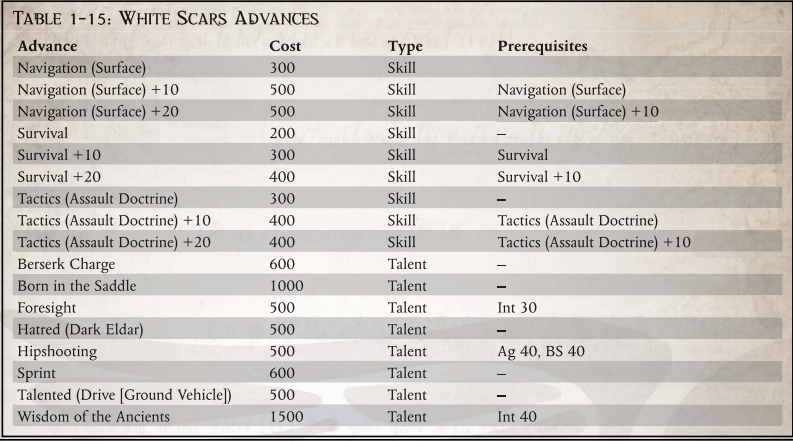 TABLE 1-15: WHITE SCARS ADVANCES
Advance Cost Type Prerequisites
Navigation (Surface) 300 Skill
Navigation (Surface) +10 500 Skill Navigation (Surface)
Navigation (Surface) +20 500 Skill Navigation (Surface) +10
Survival 200 Skill –
Survival +10 300 Skill Survival
Survival +20 400 Skill Survival +10
Tactics (Assault Doctrine) 300 Skill –
Tactics (Assault Doctrine) +10 400 Skill Tactics (Assault Doctrine)
Tactics (Assault Doctrine) +20 400 Skill Tactics (Assault Doctrine) +10
Berserk Charge 600 Talent –
Born in the Saddle 1000 Talent –
Foresight 500 Talent Int 30
Hatred (Dark Eldar) 500 Talent –
Hipshooting 500 Talent Ag 40, BS 40
Sprint 600 Talent –
Talented (Drive [Ground Vehicle]) 500 Talent –
Wisdom of the Ancients 1500 Talent Int 40